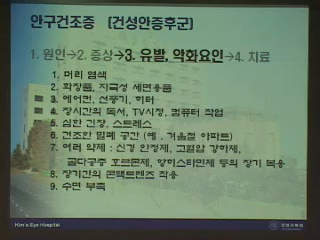 안구건조증 (건성안증후군)
1. 원인→2. 증상→3. 유발, 악화요인→4. 치료
1. 머리 염색
2. 화장품, 자극성 세면용품
3. 에어컨, 선풍기, 히터
4. 장시간의 독서, TV시청, 컴퓨터 작업
5. 심한 긴장, 스트레스
6. 건조한 밀폐 공간 (예 . 겨울철 아파트)
7. 여러 약제 : 신경 안정제, 고혈압 강하제,
골다공증 호르몬제, 항히스타민제 등의 장기 복용
8. 장기간의 콘택트렌즈 착용
9. 수면 부족
Kim's Eye Hospital